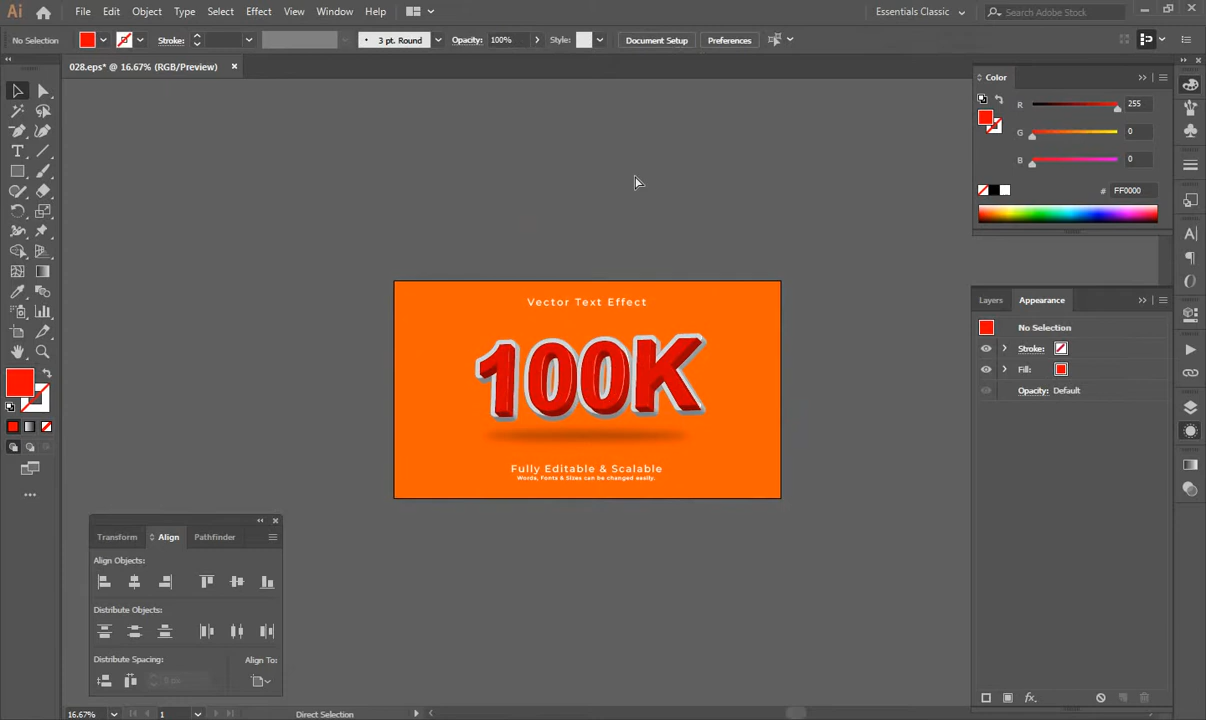 Ai File Edit Object Type Select Effect View Window Help Essentials Classic Search Adobe Stock
No Selection Stroke: 3 pt. Round Opacity: 100% Style: Document Setup Preferences
028.eps* @ 16.67% (RGB/Preview)
Color
R 255
G 0
B 0
# FF0000
Layers Appearance
No Selection
Stroke:
Fill:
Opacity: Default
Vector Text Effect
100K
Fully Editable & Scalable
Words, Fonts & Sizes can be changed easily.
Transform Align Pathfinder
Align Objects:
Distribute Objects:
Distribute Spacing: Align To:
0 px
16.67% 1 Direct Selection